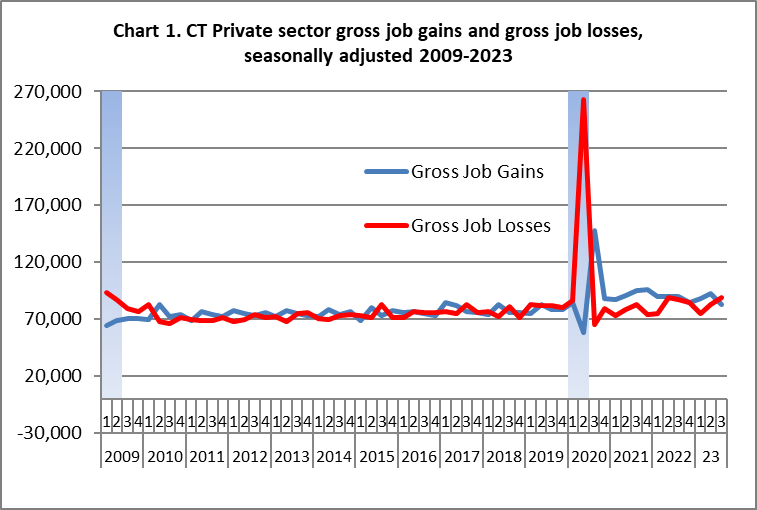 Chart 1. CT Private sector gross job gains and gross job losses,
seasonally adjusted 2009-2023
270,000
220,000
170,000
120,000
70,000
20,000
-30,000
Gross Job Gains
Gross Job Losses
1 2 3 4 1 2 3 4 1 2 3 4 1 2 3 4 1 2 3 4 1 2 3 4 1 2 3 4 1 2 3 4 1 2 3 4 1 2 3 4 1 2 3 4 1 2 3 4 1 2 3 4 1 2 3 4 1 2 3
2009 2010 2011 2012 2013 2014 2015 2016 2017 2018 2019 2020 2021 2022 23